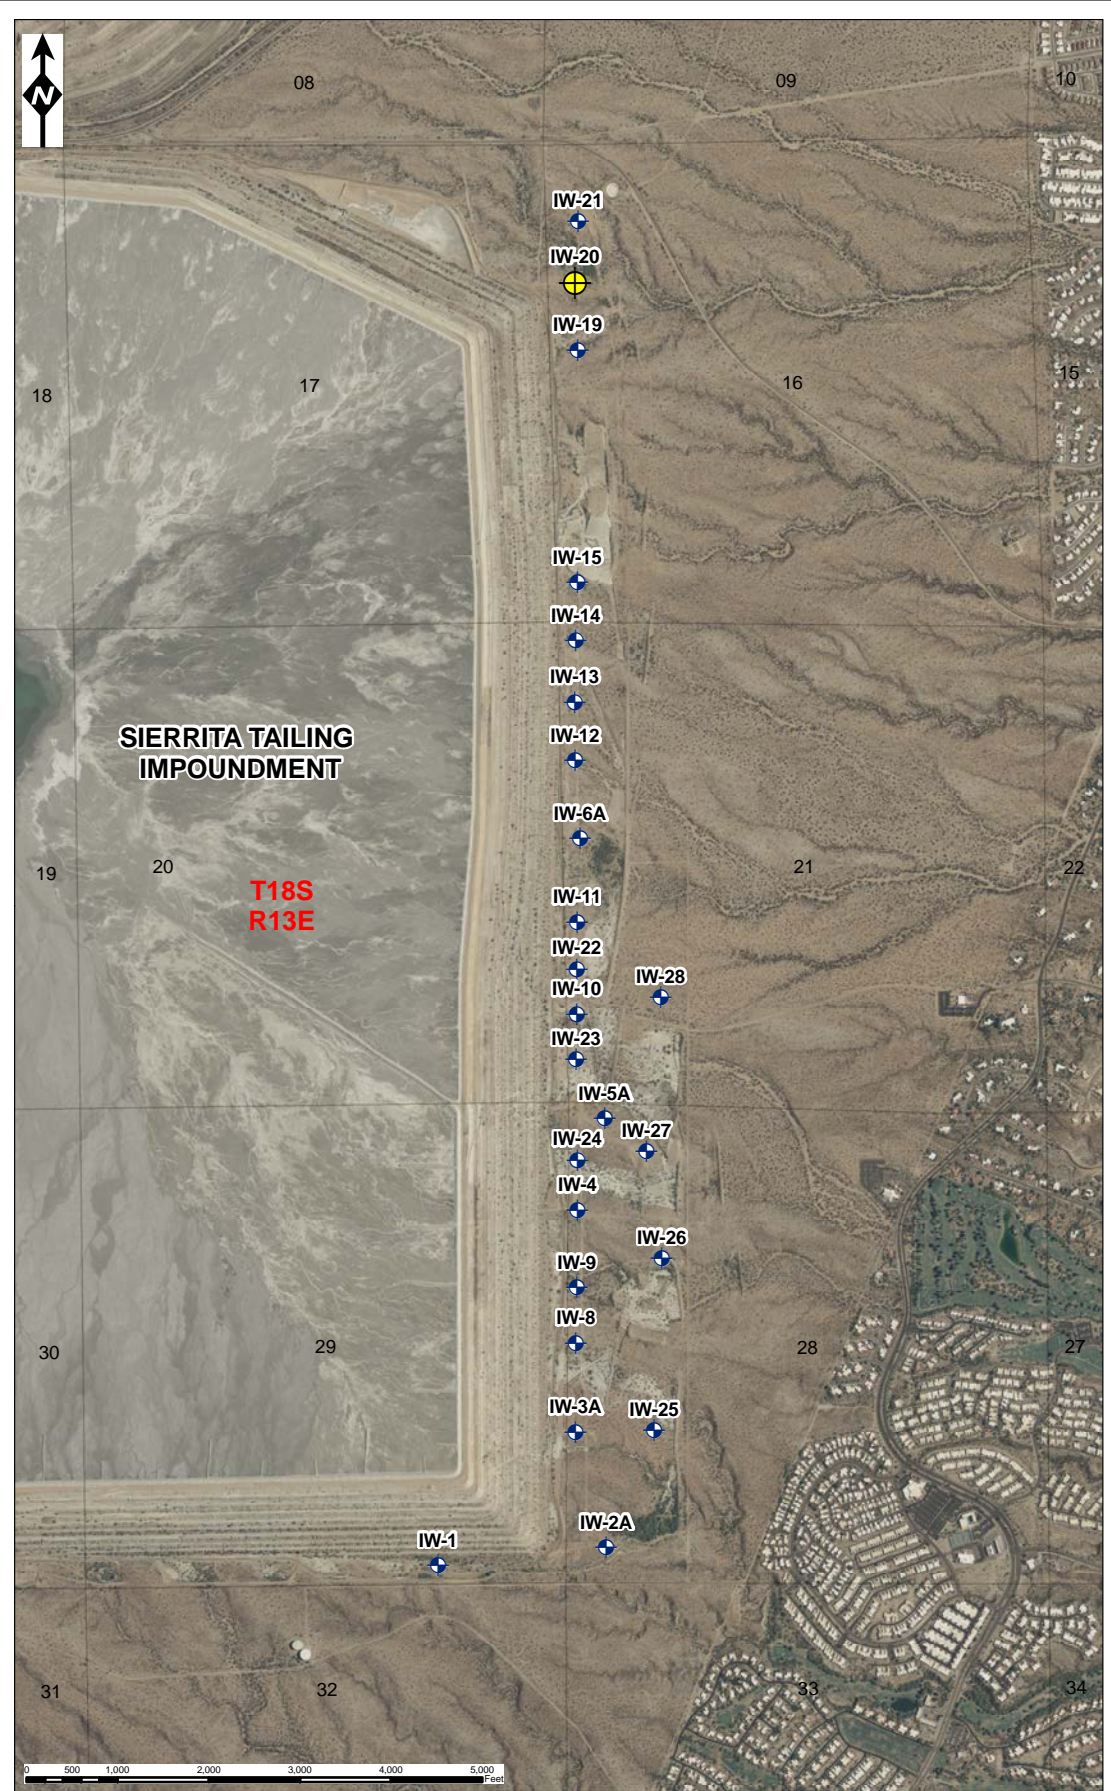 N
08
09
10
IW-21
IW-20
IW-19
18
17
16
15
IW-15
IW-14
IW-13
SIERRITA TAILING
IMPOUNDMENT
IW-12
IW-6A
19
20
21
22
T18S
R13E
IW-11
IW-22
IW-28
IW-10
IW-23
IW-5A
IW-27
IW-24
IW-4
IW-26
IW-9
IW-8
30
29
28
27
IW-3A
IW-25
IW-2A
IW-1
31
32
33
34
0 500 1,000 2,000 3,000 4,000 5,000
Feet